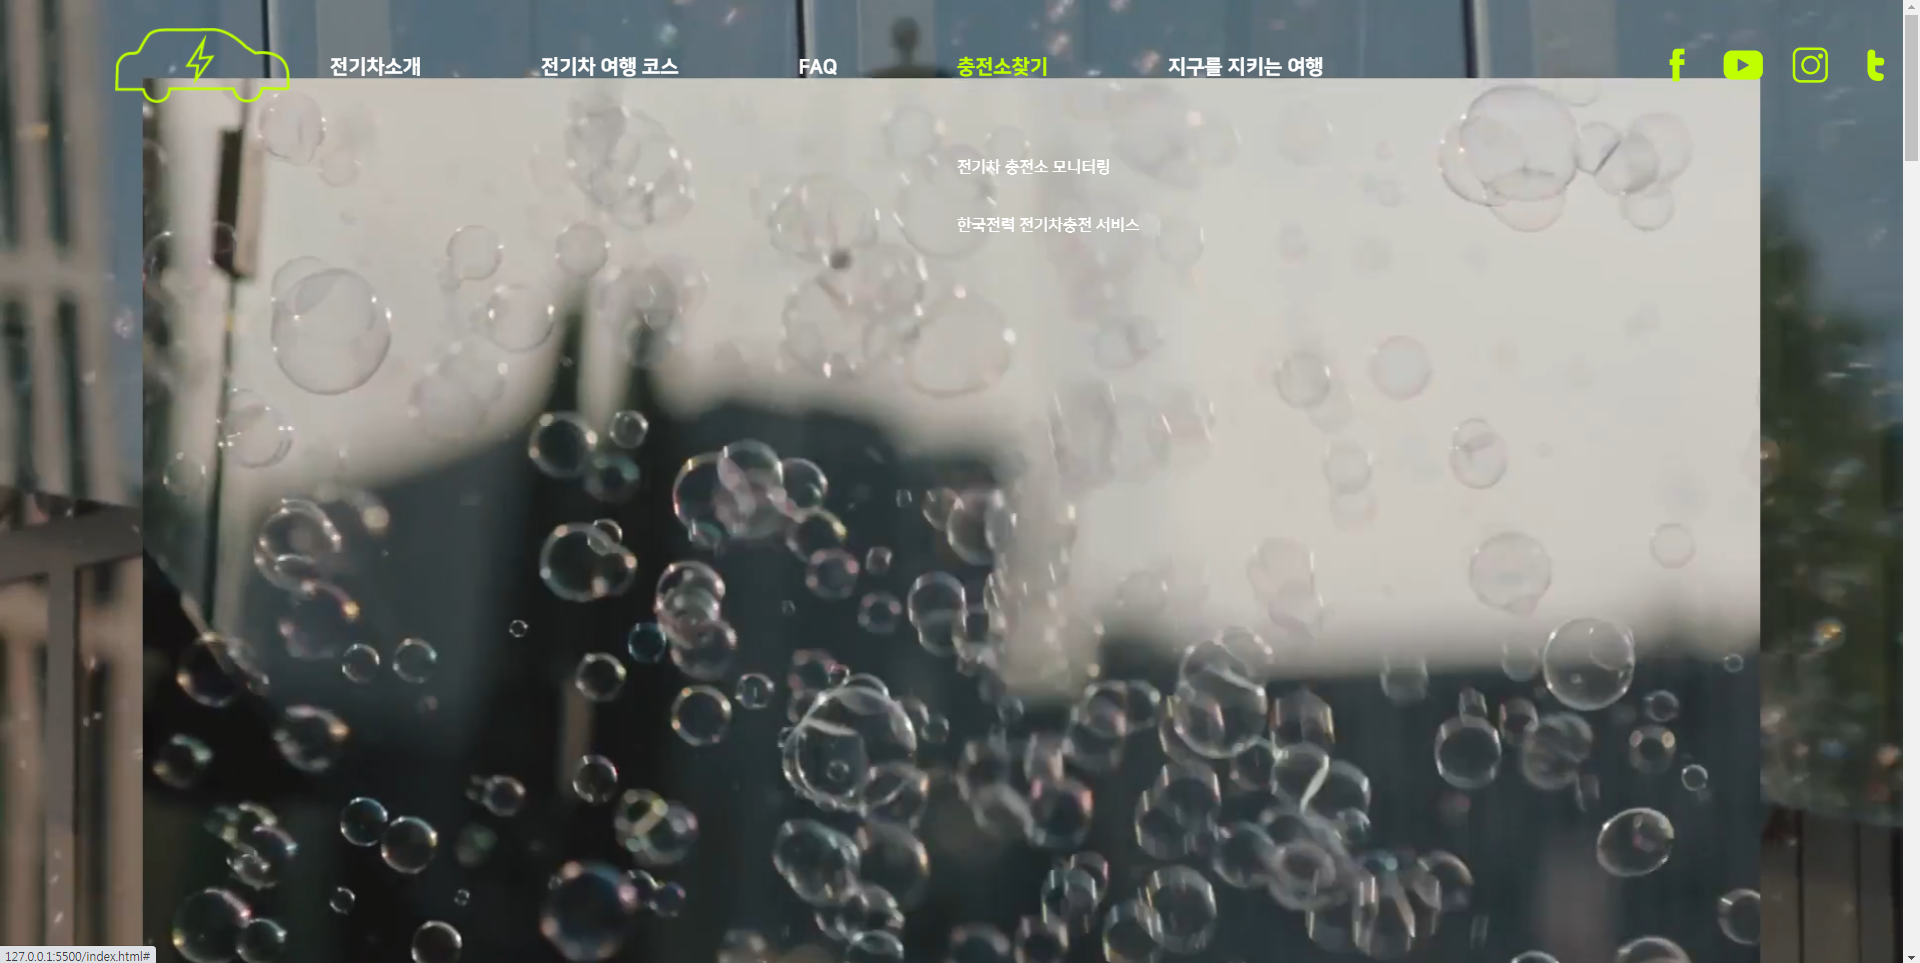 전기차소개
전기차 여행 코스
FAQ
충전소찾기
지구를 지키는 여행
전기차 충전소 모니터링
한국전력 전기차충전 서비스
127.0.0.1:5500/index.html#